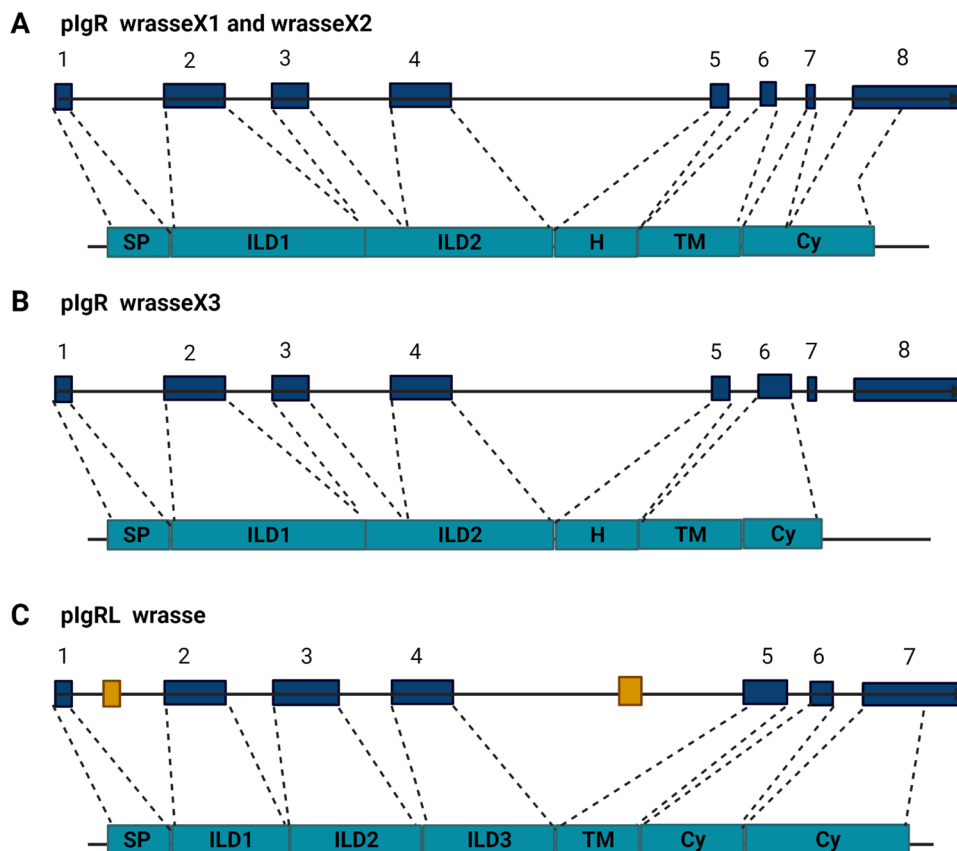 A pIgR wrasseX1 and wrasseX2
1 2 3 4 5 6 7 8
SP ILD1 ILD2 H TM Cy
B pIgR wrasseX3
1 2 3 4 5 6 7 8
SP ILD1 ILD2 H TM Cy
C pIgRL wrasse
1 2 3 4 5 6 7
SP ILD1 ILD2 ILD3 TM Cy Cy